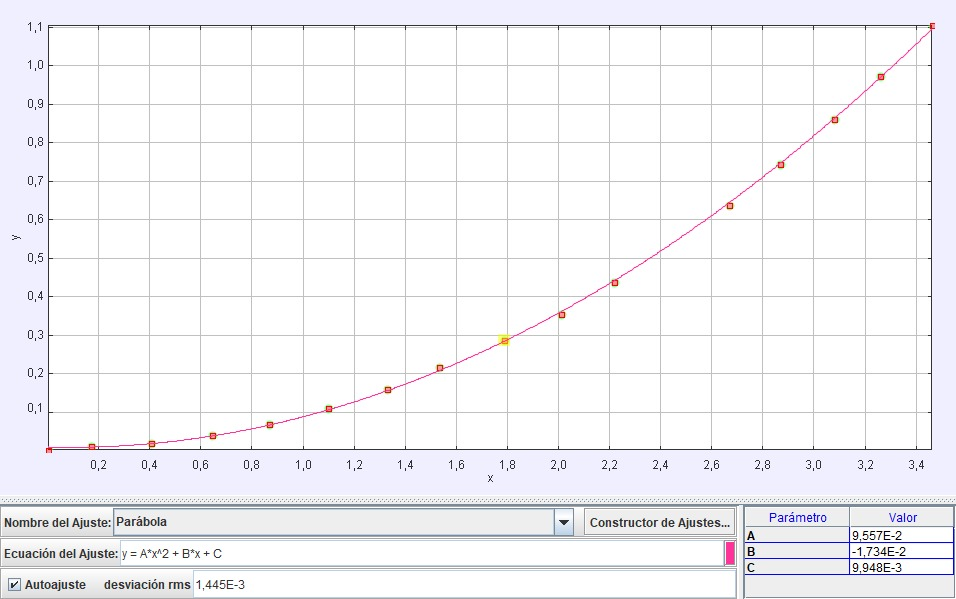 1,1
1,0
0,9
0,8
0,7
0,6
0,5
0,4
0,3
0,2
0,1
y
0,2 0,4 0,6 0,8 1,0 1,2 1,4 1,6 1,8 2,0 2,2 2,4 2,6 2,8 3,0 3,2 3,4
x
Nombre del Ajuste: Parábola Constructor de Ajustes...
Ecuación del Ajuste: y = A*x^2 + B*x + C
Autoajuste desviación rms 1,445E-3
Parámetro Valor
A 9,557E-2
B -1,734E-2
C 9,948E-3